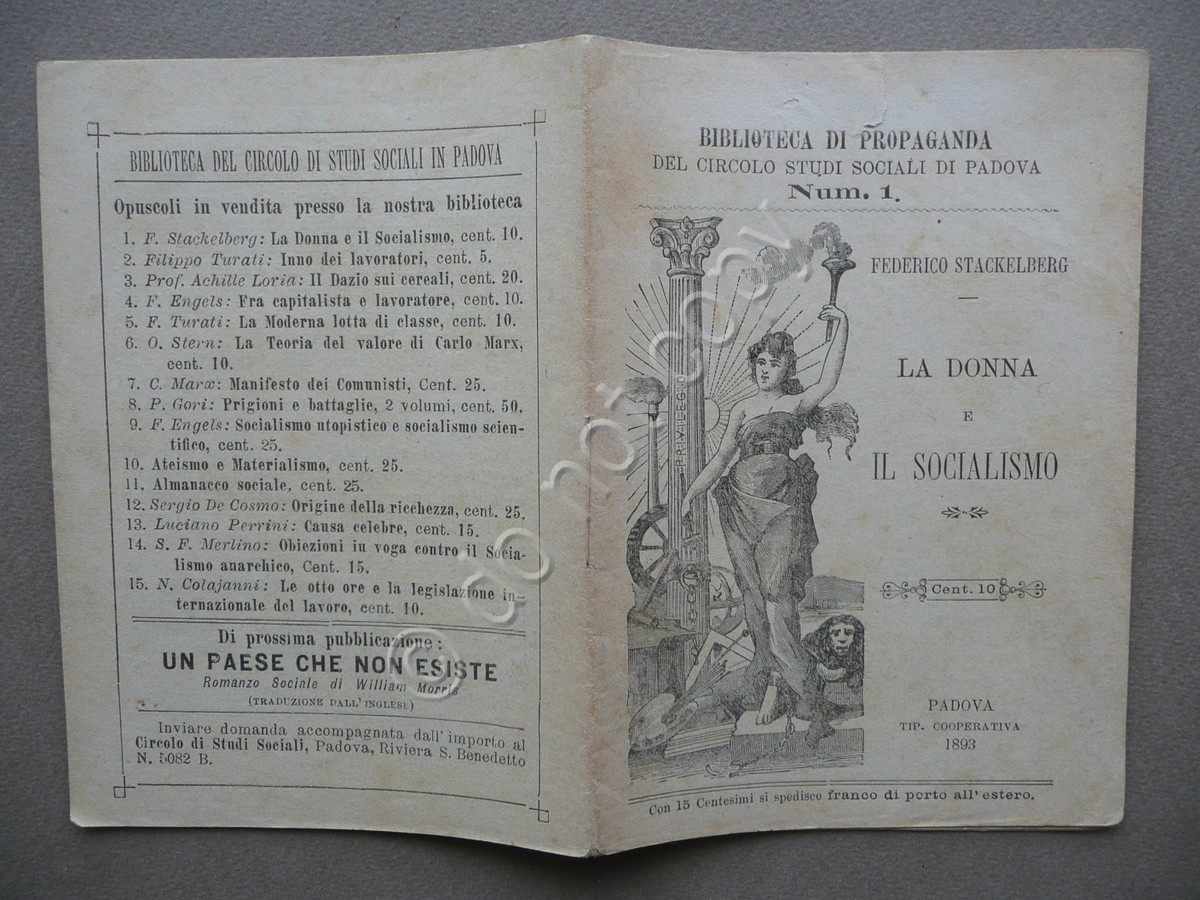 BIBLIOTECA DEL CIRCOLO DI STUDI SOCIALI IN PADOVA
Opuscoli in vendita presso la nostra biblioteca
1. F. Stackelberg: La Donna e il Socialismo, cent. 10.
2. Filippo Turati: Inno dei lavoratori, cent. 5.
3. Prof. Achille Loria: Il Dazio sui cereali, cent. 20.
4. F. Engels: Fra capitalista e lavoratore, cent. 10.
5. F. Turati: La Moderna lotta di classe, cent. 10.
6. O. Stern: La Teoria del valore di Carlo Marx,
cent. 10.
7. C. Marx: Manifesto dei Comunisti, Cent. 25.
8. P. Gori: Prigioni e battaglie, 2 volumi, cent. 50.
9. F. Engels: Socialismo utopistico e socialismo scien-
tifico, cent. 25.
10. Ateismo e Materialismo, cent. 25.
11. Almanacco sociale, cent. 25.
12. Sergio De Cosmo: Origine della ricchezza, cent. 25.
13. Luciano Perrini: Causa celebre, cent. 15.
14. S. F. Merlino: Obiezioni in voga contro il Socia-
lismo anarchico, Cent. 15.
15. N. Colajanni: Le otto ore e la legislazione in-
ternazionale del lavoro, cent. 10.
Di prossima pubblicazione:
UN PAESE CHE NON ESISTE
Romanzo Sociale di William Morris
(TRADUZIONE DALL'INGLESE)
Inviare domanda accompagnata dall'importo al
Circolo di Studi Sociali, Padova, Riviera S. Benedetto
N. 5082 B.
BIBLIOTECA DI PROPAGANDA
DEL CIRCOLO STUDI SOCIALI DI PADOVA
Num. 1.
PRIVILEGIO
FEDERICO STACKELBERG
LA DONNA
E
IL SOCIALISMO
Cent. 10
PADOVA
TIP. COOPERATIVA
1893
Con 15 Centesimi si spedisce franco di porto all'estero.
© do not copy